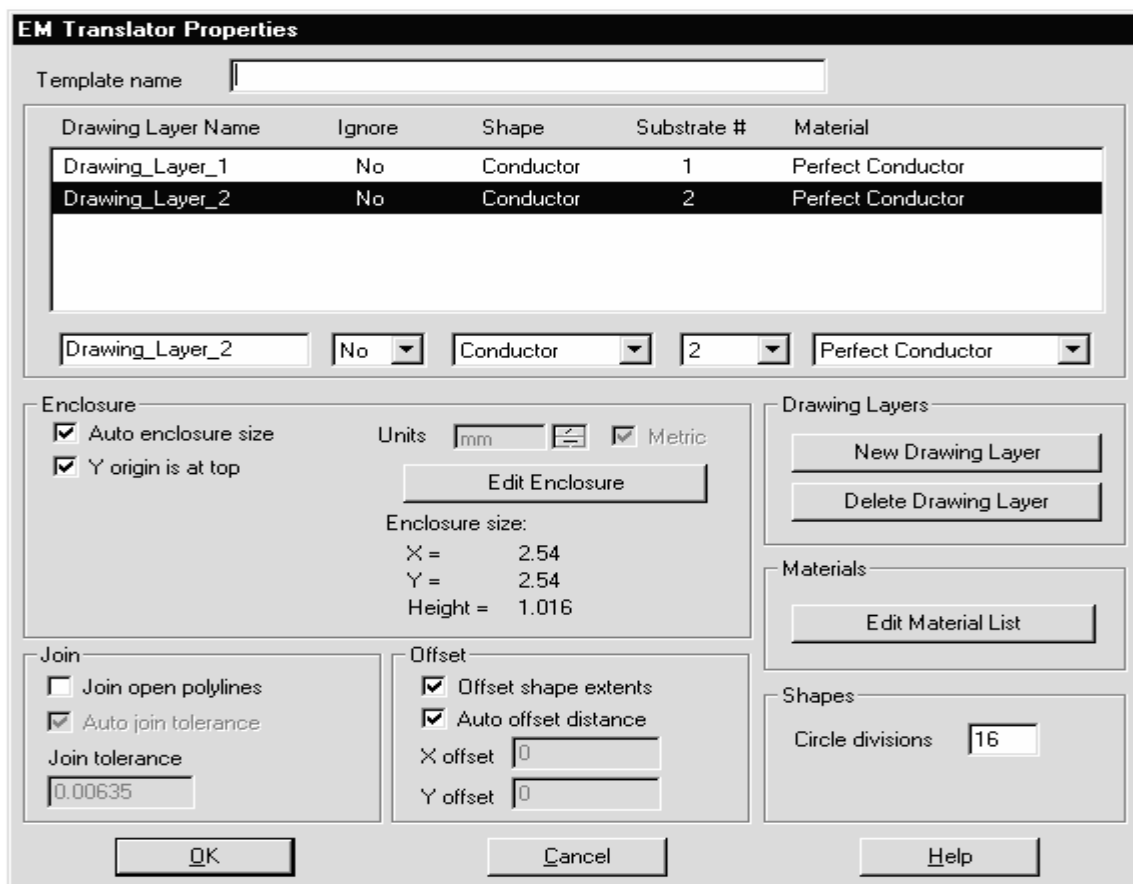 EM Translator Properties
Template name
Drawing Layer Name Ignore Shape Substrate # Material
Drawing_Layer_1 No Conductor 1 Perfect Conductor
Drawing_Layer_2 No Conductor 2 Perfect Conductor
Drawing_Layer_2 No Conductor 2 Perfect Conductor
Enclosure
Auto enclosure size
Y origin is at top
Units mm Metric
Edit Enclosure
Enclosure size:
X = 2.54
Y = 2.54
Height = 1.016
Drawing Layers
New Drawing Layer
Delete Drawing Layer
Materials
Edit Material List
Join
Join open polylines
Auto join tolerance
Join tolerance
0.00635
Offset
Offset shape extents
Auto offset distance
X offset 0
Y offset 0
Shapes
Circle divisions 16
OK Cancel Help